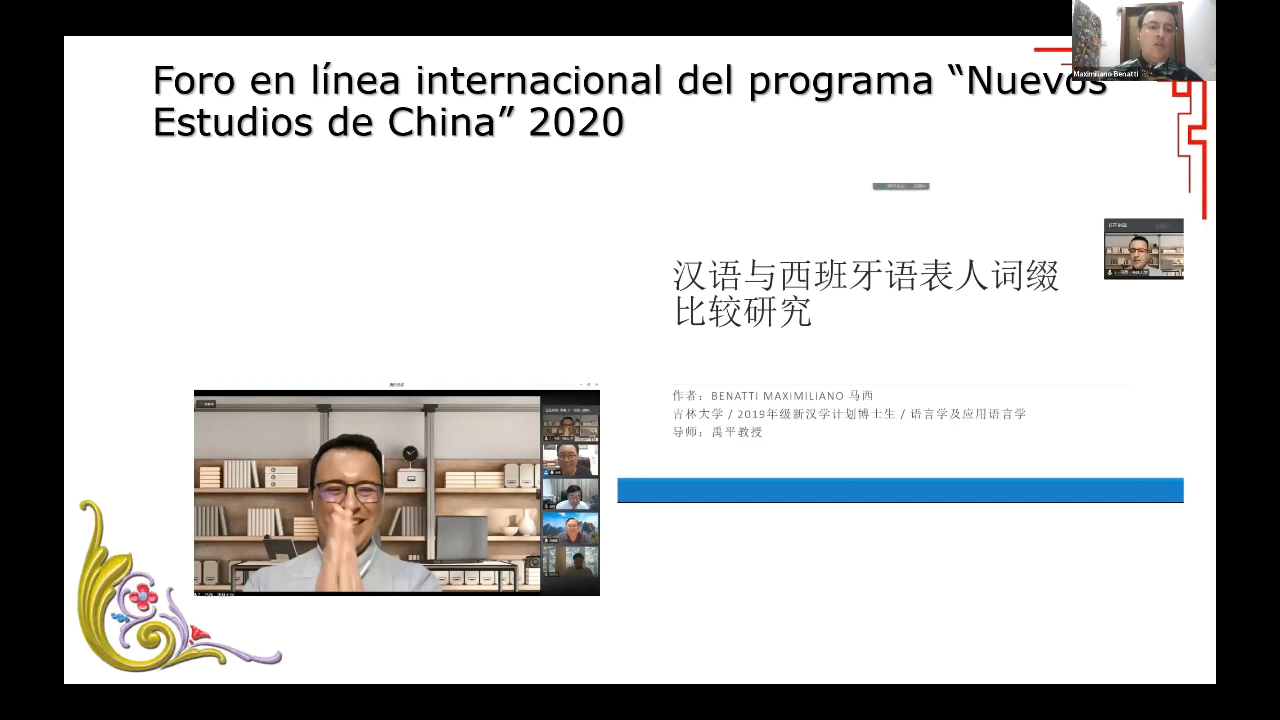 Foro en línea internacional del programa “Nuevos
Estudios de China” 2020
Maximiliano Benatti
汉语与西班牙语表人词缀
比较研究
作者：BENATTI MAXIMILIANO 马西
吉林大学 / 2019年级新汉学计划博士生 / 语言学及应用语言学
导师：禹平教授